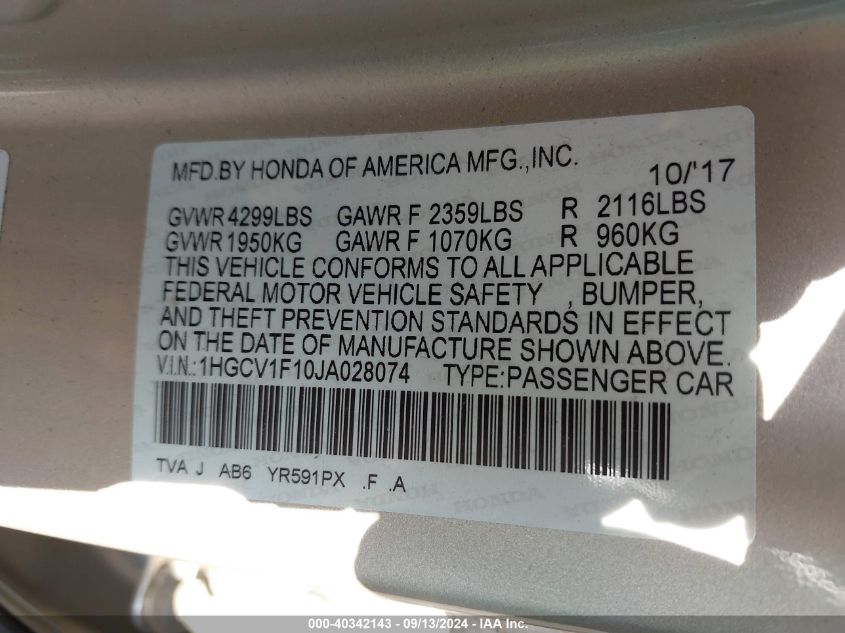 MFD.BY HONDA OF AMERICA MFG.,INC. 10/'17
GVWR 4299LBS GAWR F 2359LBS R 2116LBS
GVWR 1950KG GAWR F 1070KG R 960KG
THIS VEHICLE CONFORMS TO ALL APPLICABLE
FEDERAL MOTOR VEHICLE SAFETY , BUMPER,
AND THEFT PREVENTION STANDARDS IN EFFECT
ON THE DATE OF MANUFACTURE SHOWN ABOVE.
V.I.N.:1HGCV1F10JA028074 TYPE:PASSENGER CAR
TVA J AB6 YR591PX .F .A
HONDA HONDA
000-40342143 - 09/13/2024 - IAA Inc. Copyright